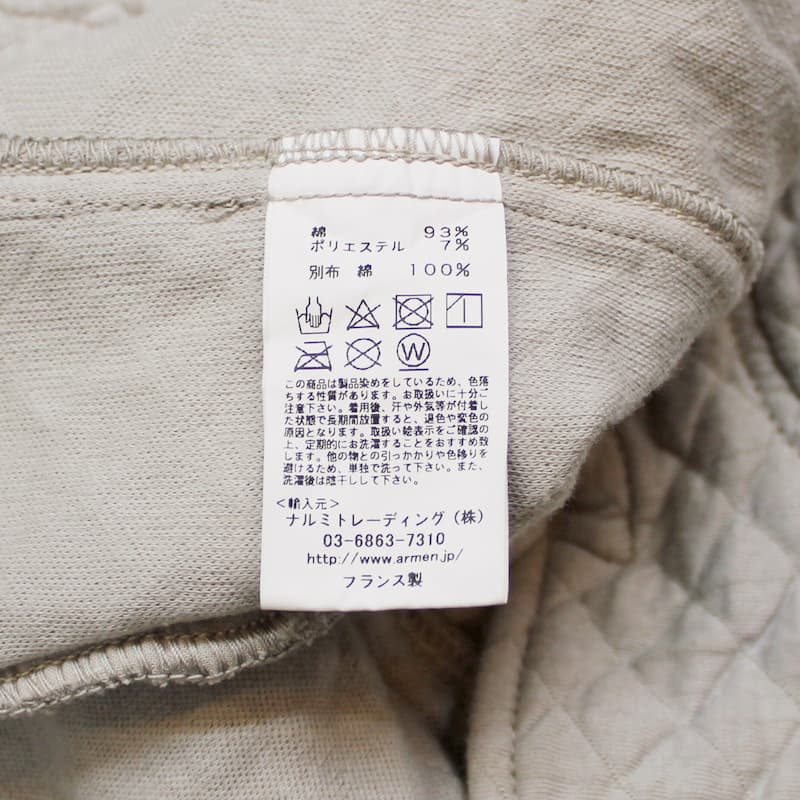 綿 93%
ポリエステル 7%
別布 綿 100%
W
この商品は製品染めをしているため、色落
ちする性質があります。お取扱いに十分ご
注意下さい。着用後、汗や外気等が付着し
た状態で長期間放置すると、退色や変色の
原因となります。取扱い絵表示をご確認の
上、定期的にお洗濯することをおすすめ致
します。他の物との引っかかりや色移りを
避けるため、単独で洗って下さい。また、
洗濯後は陰干しして下さい。
<輸入元>
ナルミトレーディング(株)
03-6863-7310
http://www.armen.jp/
フランス製